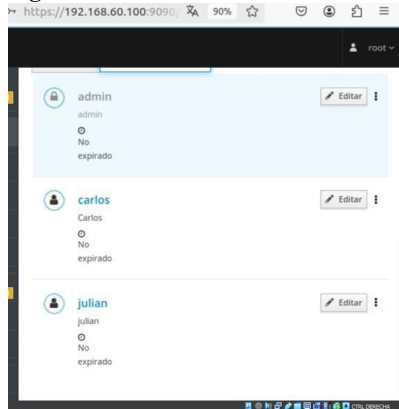 https://192.168.60.100:9090/ 90%
root
admin
Editar
admin
No
expirado
carlos
Editar
Carlos
No
expirado
julian
Editar
julian
No
expirado
CTRL DERECHA